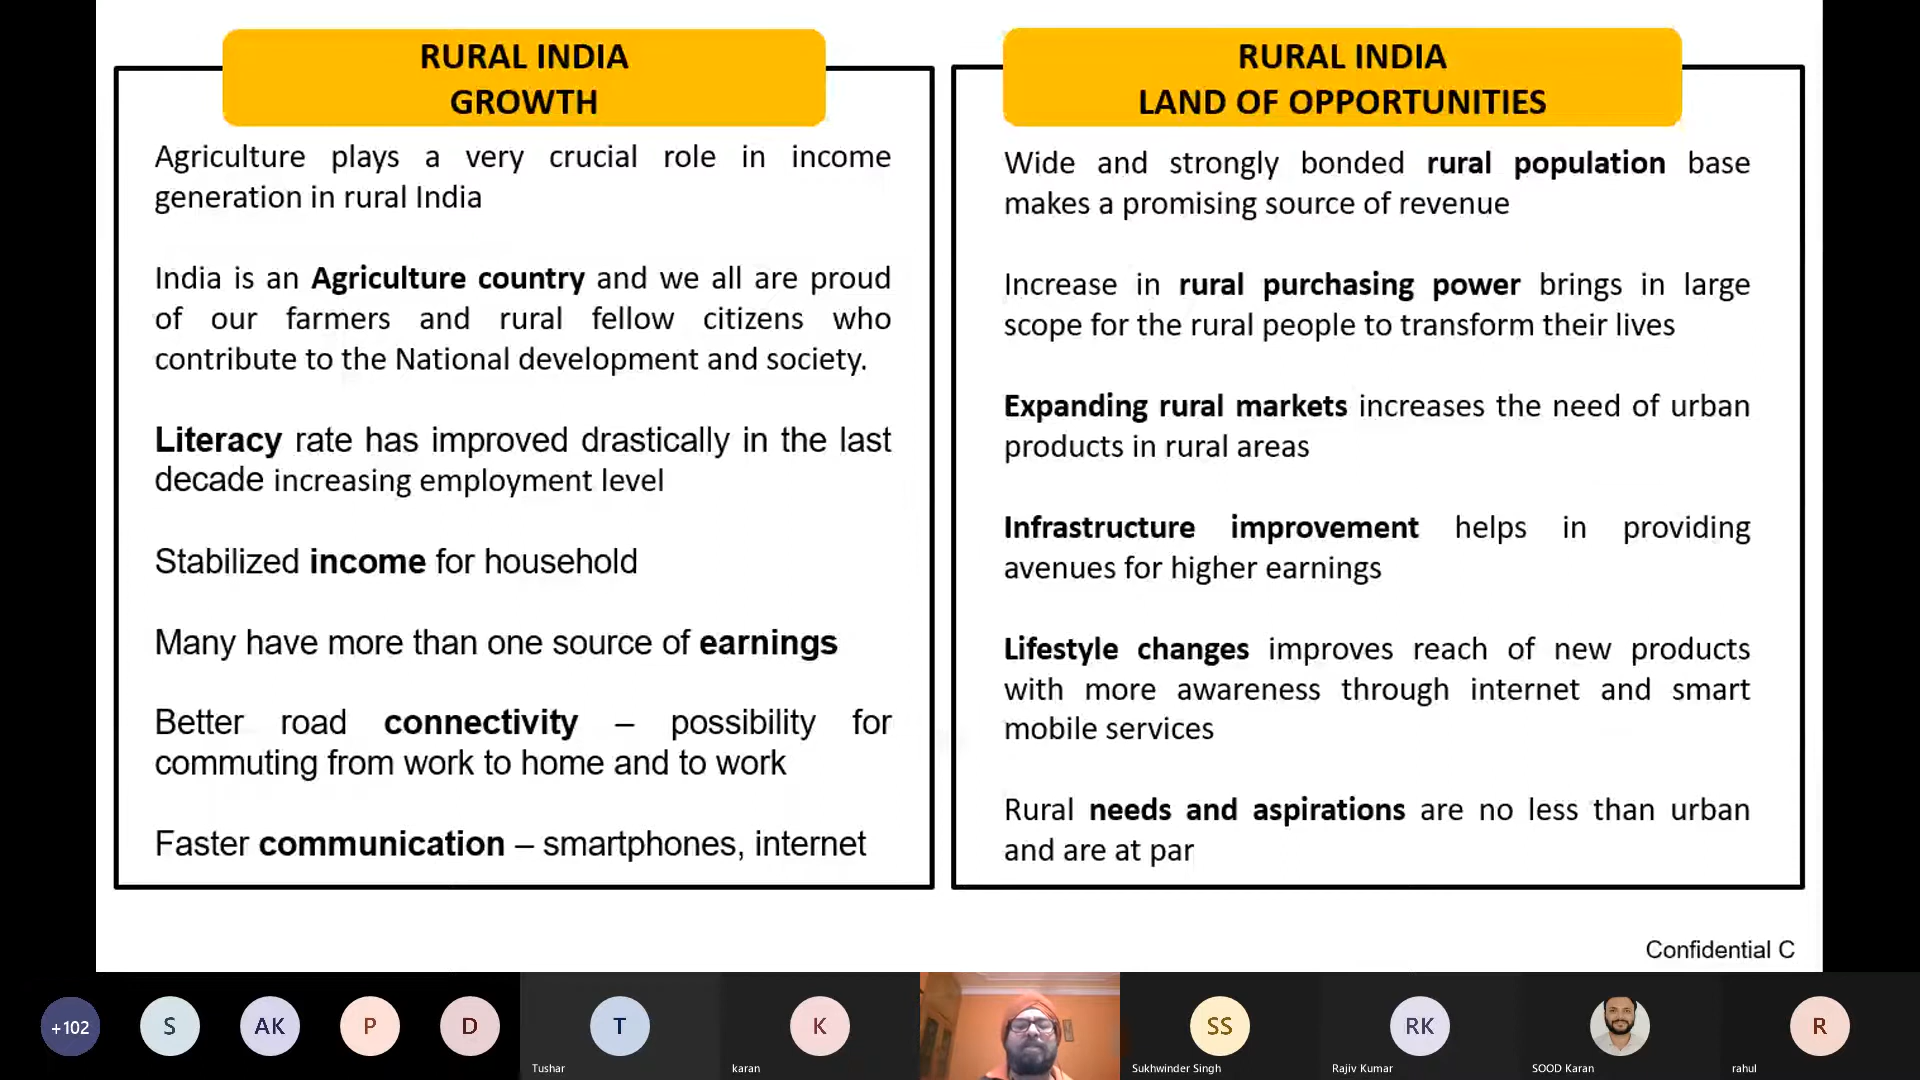 RURAL INDIA
GROWTH
Agriculture plays a very crucial role in income
generation in rural India
India is an Agriculture country and we all are proud
of our farmers and rural fellow citizens who
contribute to the National development and society.
Literacy rate has improved drastically in the last
decade increasing employment level
Stabilized income for household
Many have more than one source of earnings
Better road connectivity – possibility for
commuting from work to home and to work
Faster communication – smartphones, internet
RURAL INDIA
LAND OF OPPORTUNITIES
Wide and strongly bonded rural population base
makes a promising source of revenue
Increase in rural purchasing power brings in large
scope for the rural people to transform their lives
Expanding rural markets increases the need of urban
products in rural areas
Infrastructure improvement helps in providing
avenues for higher earnings
Lifestyle changes improves reach of new products
with more awareness through internet and smart
mobile services
Rural needs and aspirations are no less than urban
and are at par
Confidential C
+102
S
AK
P
D
T
K
SS
RK
R
Tushar
karan
Sukhwinder Singh
Rajiv Kumar
SOOD Karan
rahul